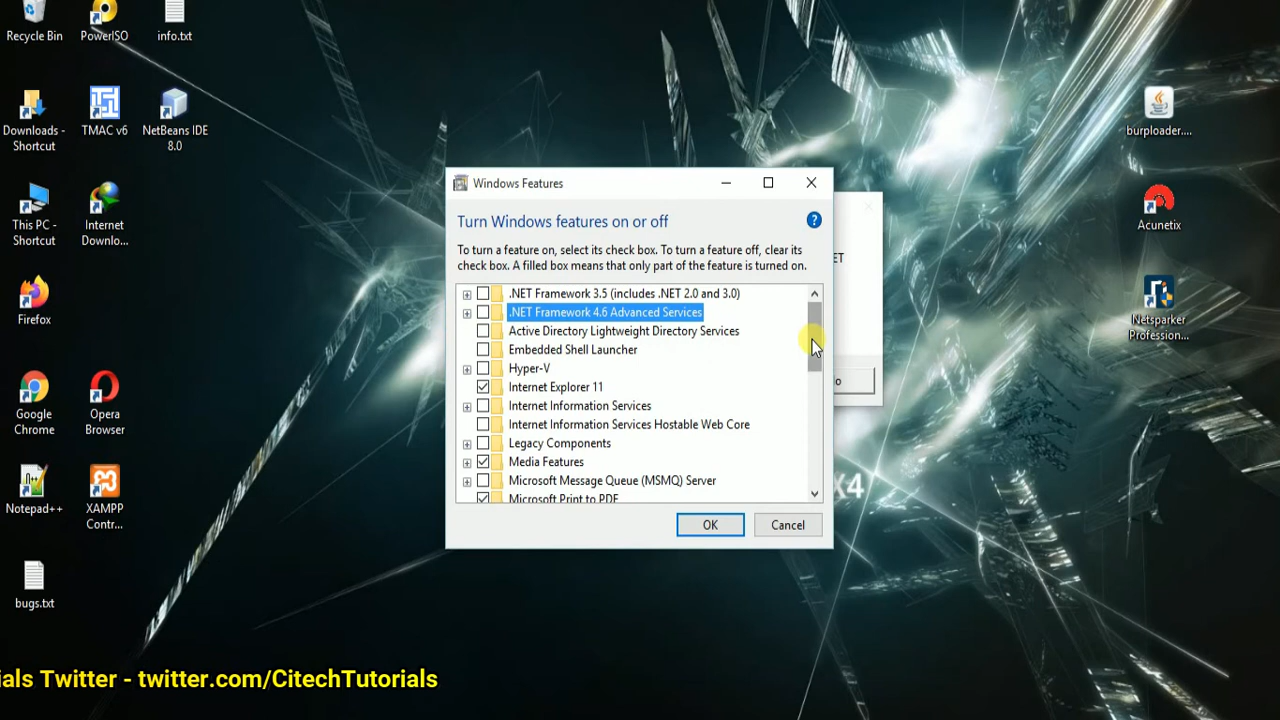 Recycle Bin
PowerISO
info.txt
Downloads -
Shortcut
TMAC v6
NetBeans IDE
8.0
This PC -
Shortcut
Internet
Downlo...
Firefox
Google
Chrome
Opera
Browser
Notepad++
XAMPP
Contr...
bugs.txt
burploader....
Acunetix
Netsparker
Profession...
Windows Features
Turn Windows features on or off
To turn a feature on, select its check box. To turn a feature off, clear its
check box. A filled box means that only part of the feature is turned on.
.NET Framework 3.5 (includes .NET 2.0 and 3.0)
.NET Framework 4.6 Advanced Services
Active Directory Lightweight Directory Services
Embedded Shell Launcher
Hyper-V
Internet Explorer 11
Internet Information Services
Internet Information Services Hostable Web Core
Legacy Components
Media Features
Microsoft Message Queue (MSMQ) Server
Microsoft Print to PDF
OK
Cancel
ET
o
X4
ials Twitter - twitter.com/CitechTutorials